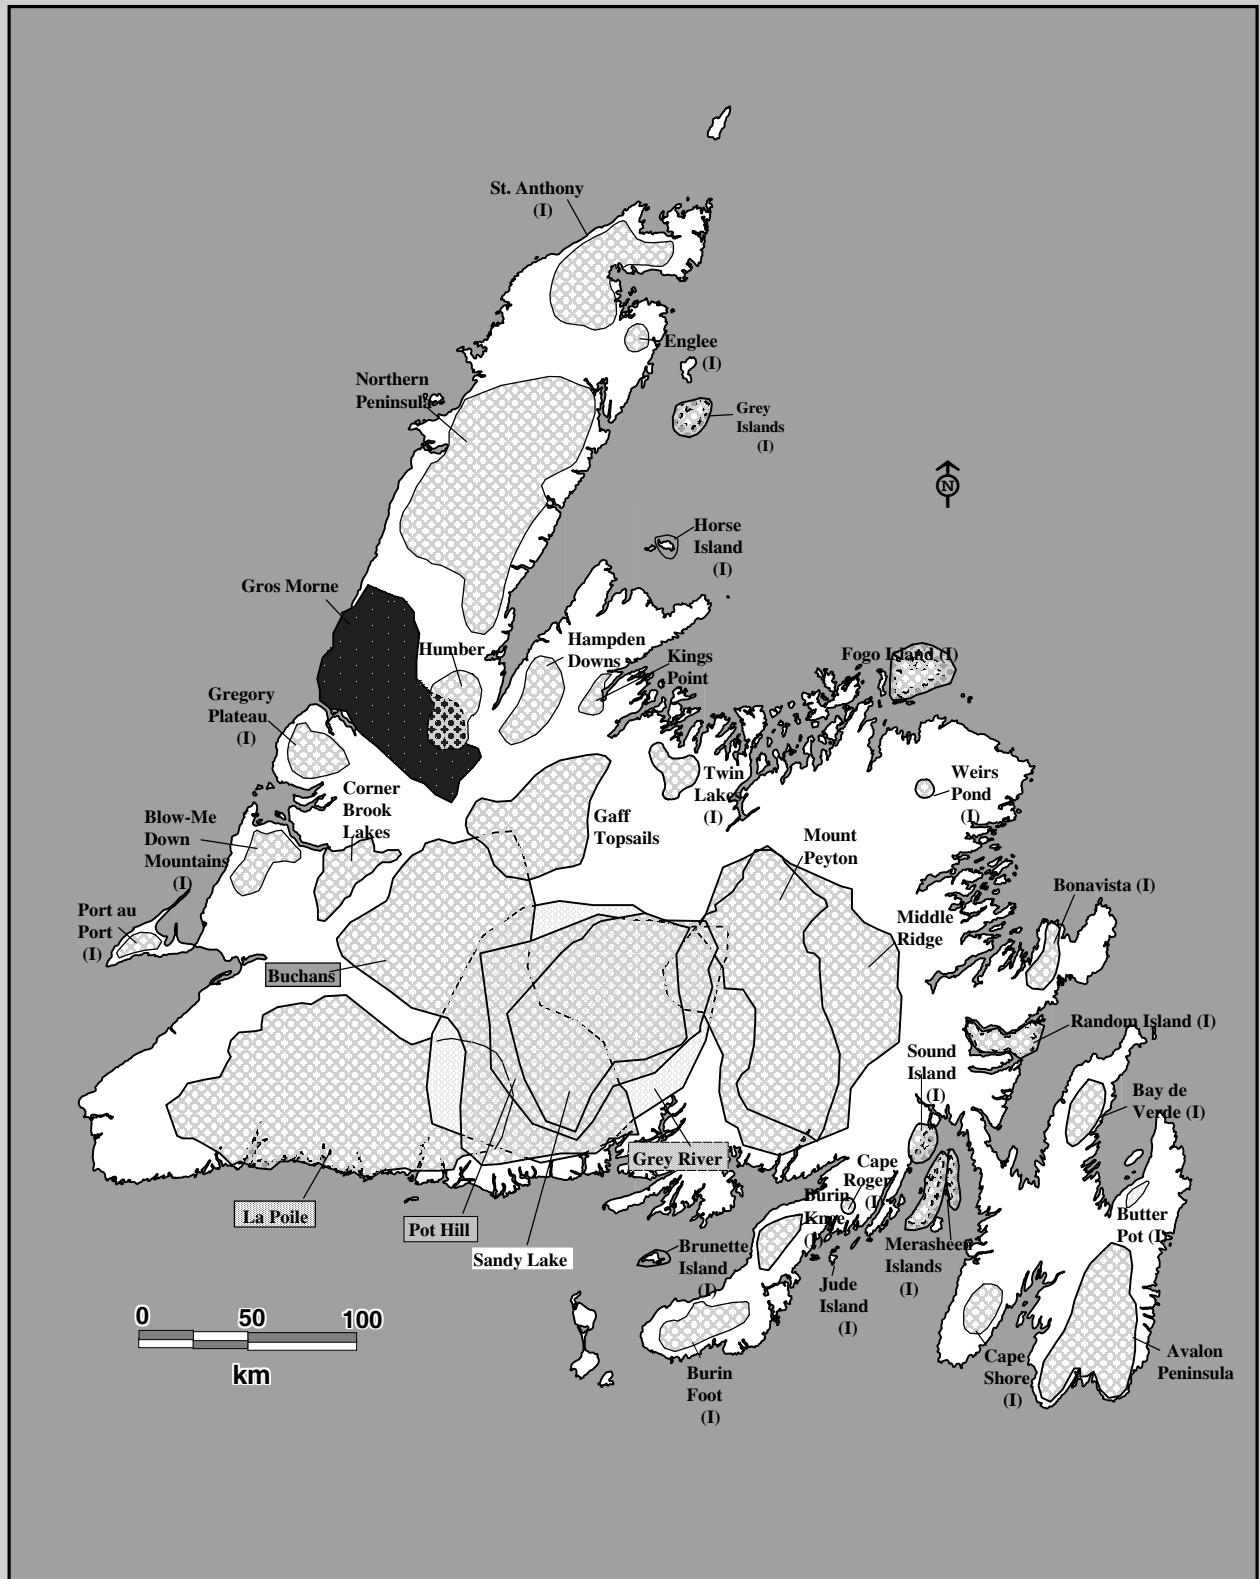 St. Anthony
(I)
Englee
(I)
Northern
Peninsula
Grey
Islands
(I)
N
Horse
Island
(I)
Gros Morne
Humber
Hampden
Downs
Kings
Point
Fogo Island (I)
Gregory
Plateau
(I)
Twin
Lakes
(I)
Weirs
Pond
(I)
Corner
Brook
Lakes
Gaff
Topsails
Blow-Me
Down
Mountains
(I)
Mount
Peyton
Port au
Port
(I)
Middle
Ridge
Bonavista (I)
Buchans
Random Island (I)
Sound
Island
(I)
Bay de
Verde (I)
Grey River
Cape
Roger
(I)
Burin
Knee
(I)
La Poile
Pot Hill
Sandy Lake
Brunette
Island
(I)
Jude
Island
(I)
Merasheen
Islands
(I)
Butter
Pot (I)
0 50 100
km
Burin
Foot
(I)
Cape
Shore
(I)
Avalon
Peninsula